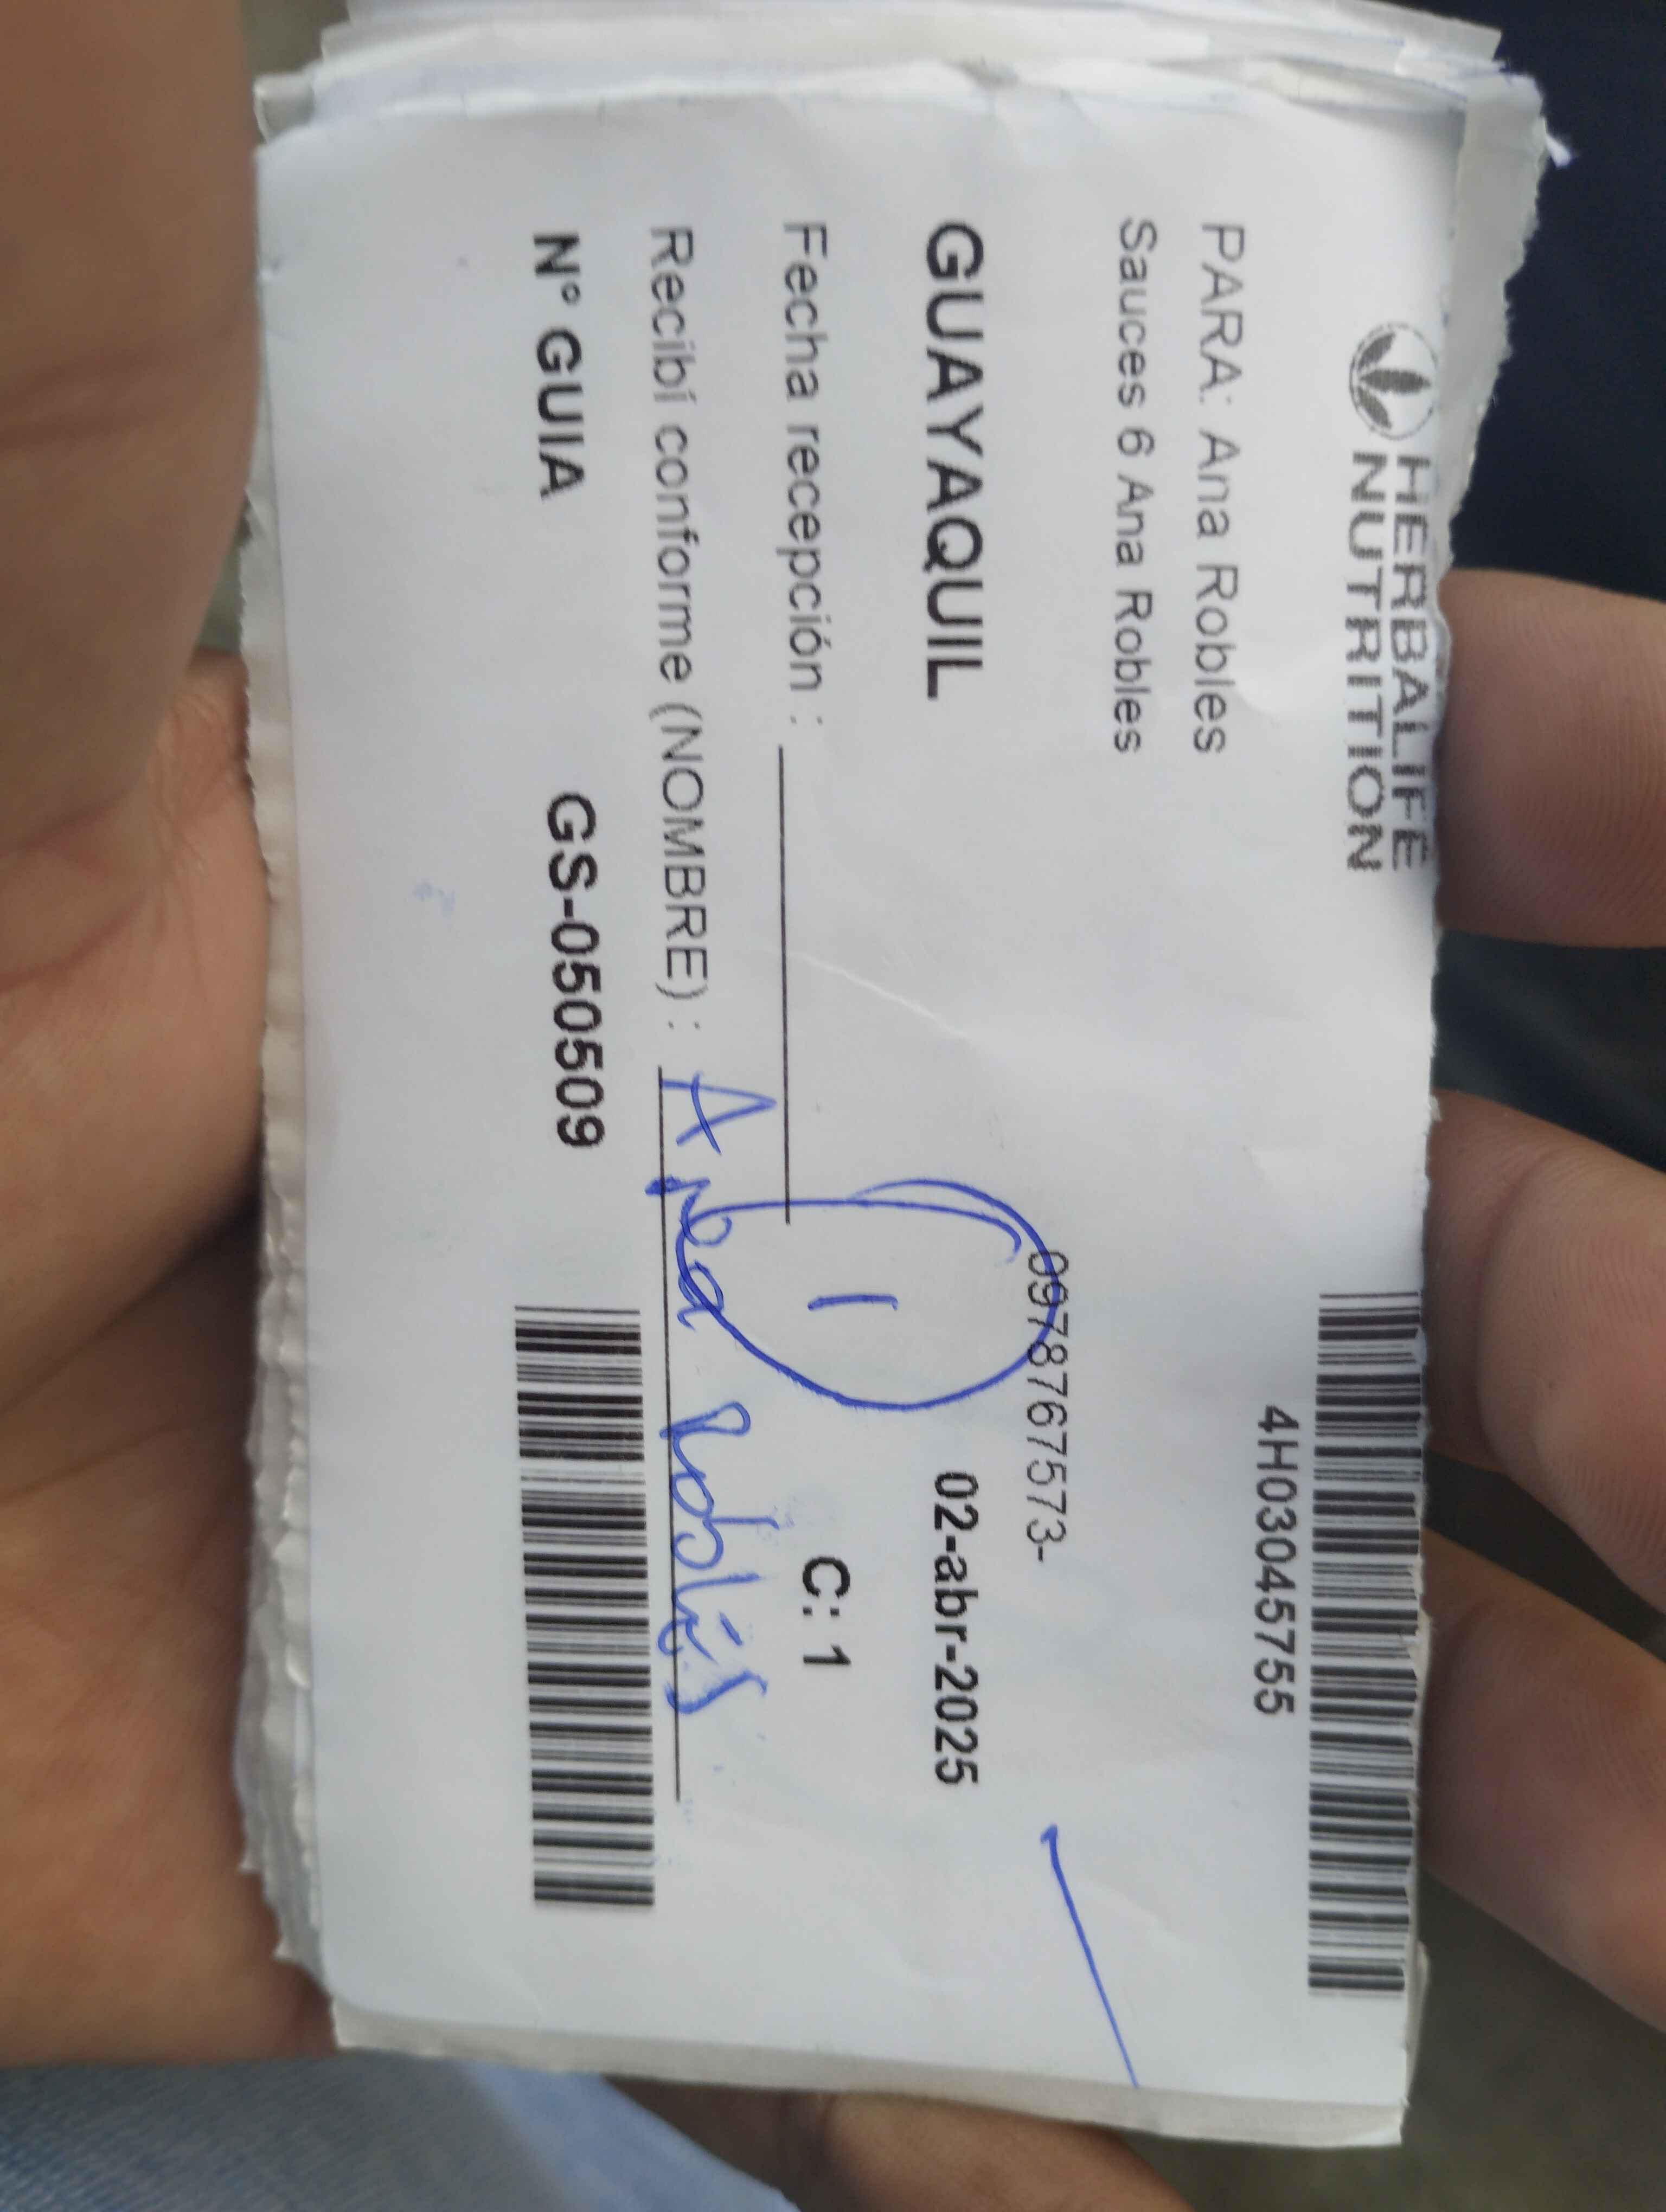 HERBALIFE
NUTRITION
4H03045755
PARA: Ana Robles
Sauces 6 Ana Robles
0978767573-
GUAYAQUIL 02-abr-2025
Fecha recepción : 1 C: 1
Recibí conforme (NOMBRE) : Ana Robles
N° GUIA GS-050509